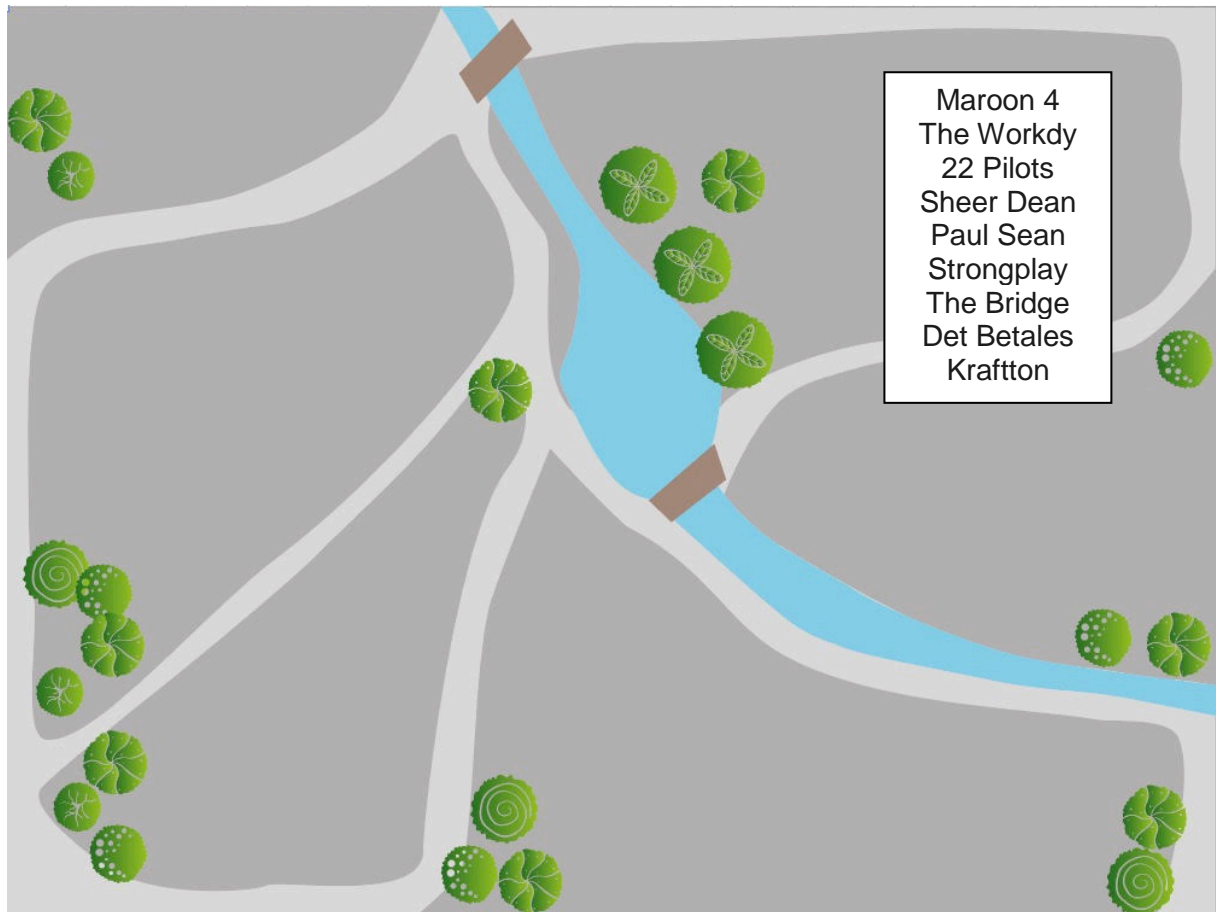 Maroon 4
The Workdy
22 Pilots
Sheer Dean
Paul Sean
Strongplay
The Bridge
Det Betales
Kraftton